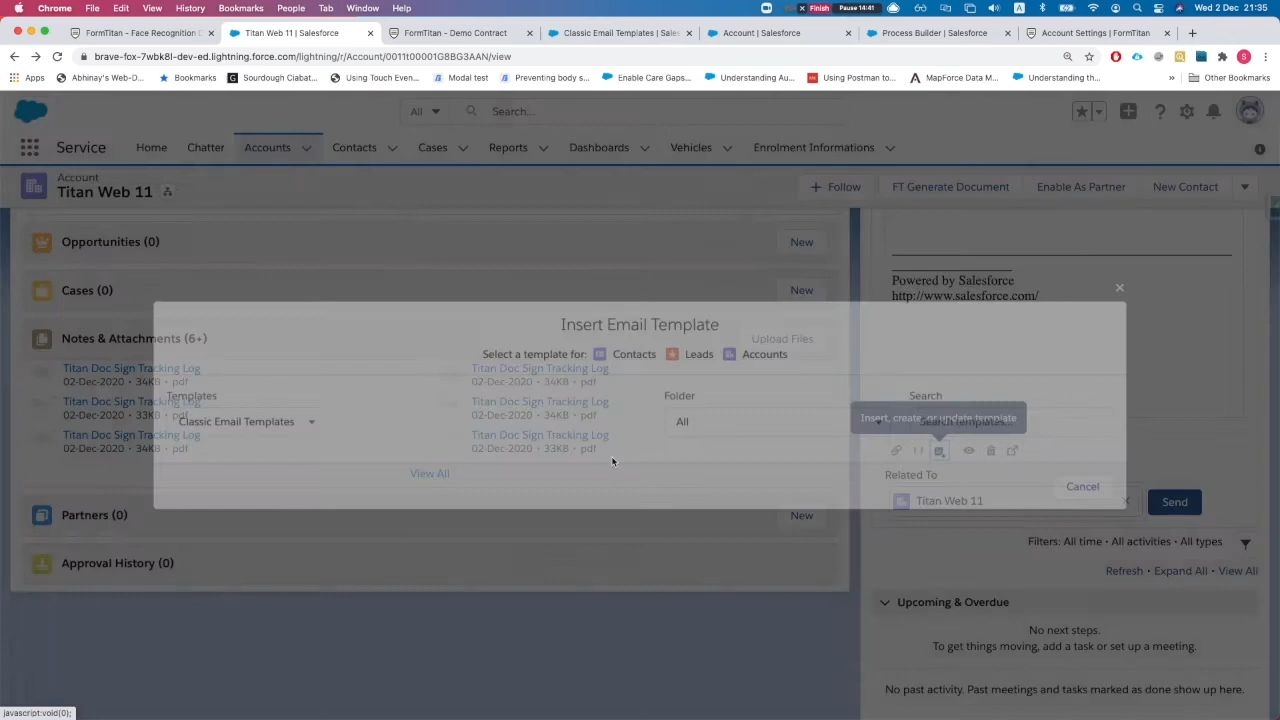 Chrome File Edit View History Bookmarks People Tab Window Help Finish Pause 14:41 A Wed 2 Dec 21:35
FormTitan - Face Recognition D Titan Web 11 | Salesforce FormTitan - Demo Contract Classic Email Templates | Sales Account | Salesforce Process Builder | Salesforce Account Settings | FormTitan
brave-fox-7wbk8l-dev-ed.lightning.force.com/lightning/r/Account/0011t00001G8BG3AAN/view
Apps Abhinay's Web-D... Bookmarks Sourdough Ciabat... Using Touch Even... Modal test Preventing body s... Enable Care Gaps... Understanding Au... Using Postman to... MapForce Data M... Understanding th... » Other Bookmarks
All Search...
Service Home Chatter Accounts Contacts Cases Reports Dashboards Vehicles Enrolment Informations
Account
Titan Web 11
Follow FT Generate Document Enable As Partner New Contact
Opportunities (0) New
Powered by Salesforce
Cases (0) New
http://www.salesforce.com/
Insert Email Template
Notes & Attachments (6+) Upload Files
Select a template for: Contacts Leads Accounts
Titan Doc Sign Tracking Log Titan Doc Sign Tracking Log
02-Dec-2020 • 34KB • pdf 02-Dec-2020 • 34KB • pdf
Templates Folder Search
Titan Doc Sign Tracking Log Titan Doc Sign Tracking Log
02-Dec-2020 • 33KB • pdf 02-Dec-2020 • 34KB • pdf
Classic Email Templates All Search templates...
Insert, create, or update template
Titan Doc Sign Tracking Log Titan Doc Sign Tracking Log
02-Dec-2020 • 34KB • pdf 02-Dec-2020 • 33KB • pdf
View All
Related To
Cancel
Titan Web 11 Send
Partners (0) New
Filters: All time • All activities • All types
Approval History (0)
Refresh • Expand All • View All
Upcoming & Overdue
No next steps.
To get things moving, add a task or set up a meeting.
No past activity. Past meetings and tasks marked as done show up here.
javascript:void(0);